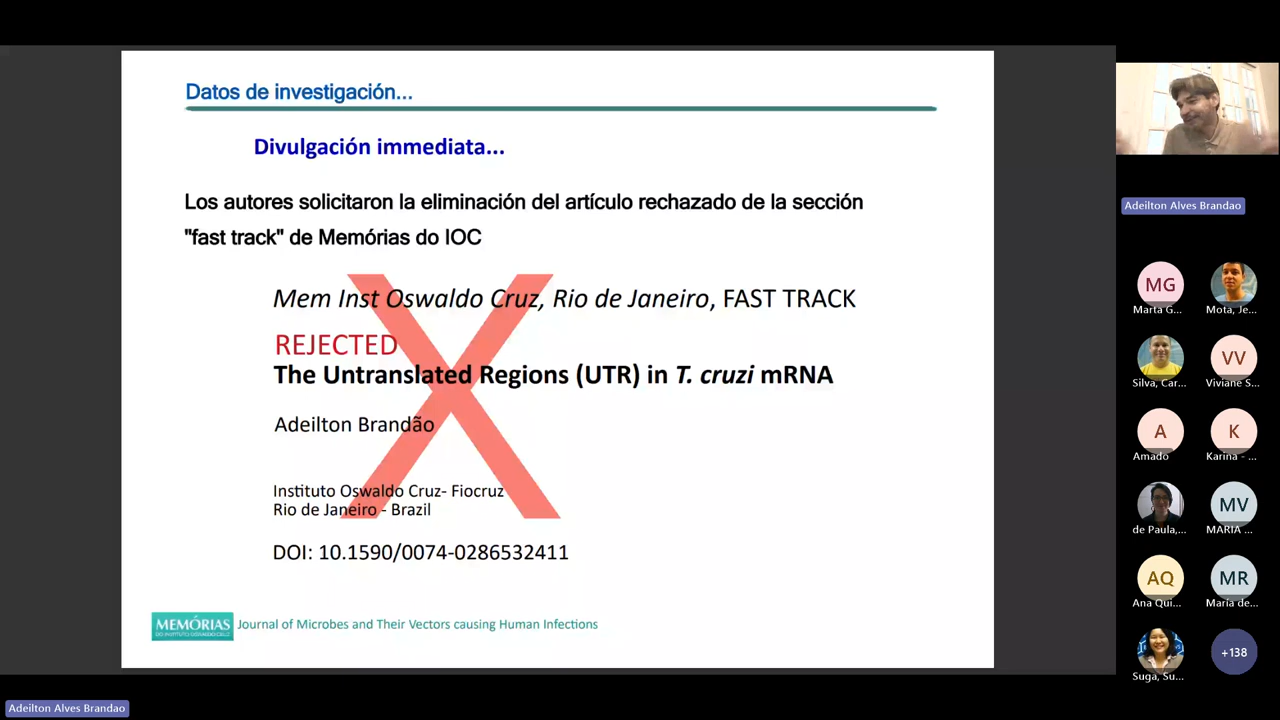 Datos de investigación...
Divulgación immediata...
Los autores solicitaron la eliminación del artículo rechazado de la sección
"fast track" de Memórias do IOC
Mem Inst Oswaldo Cruz, Rio de Janeiro, FAST TRACK
REJECTED
The Untranslated Regions (UTR) in T. cruzi mRNA
Adeilton Brandão
Instituto Oswaldo Cruz- Fiocruz
Rio de Janeiro - Brazil
DOI: 10.1590/0074-0286532411
MEMÓRIAS
DO INSTITUTO OSWALDO CRUZ
Journal of Microbes and Their Vectors causing Human Infections
Adeilton Alves Brandao
MG
Marta G...
Mota, Je...
Silva, Car...
VV
Viviane S...
A
Amado
K
Karina - ...
de Paula,...
MV
MARIA ...
AQ
Ana Qui...
MR
Maria de...
Suga, Su...
+138
Adeilton Alves Brandao